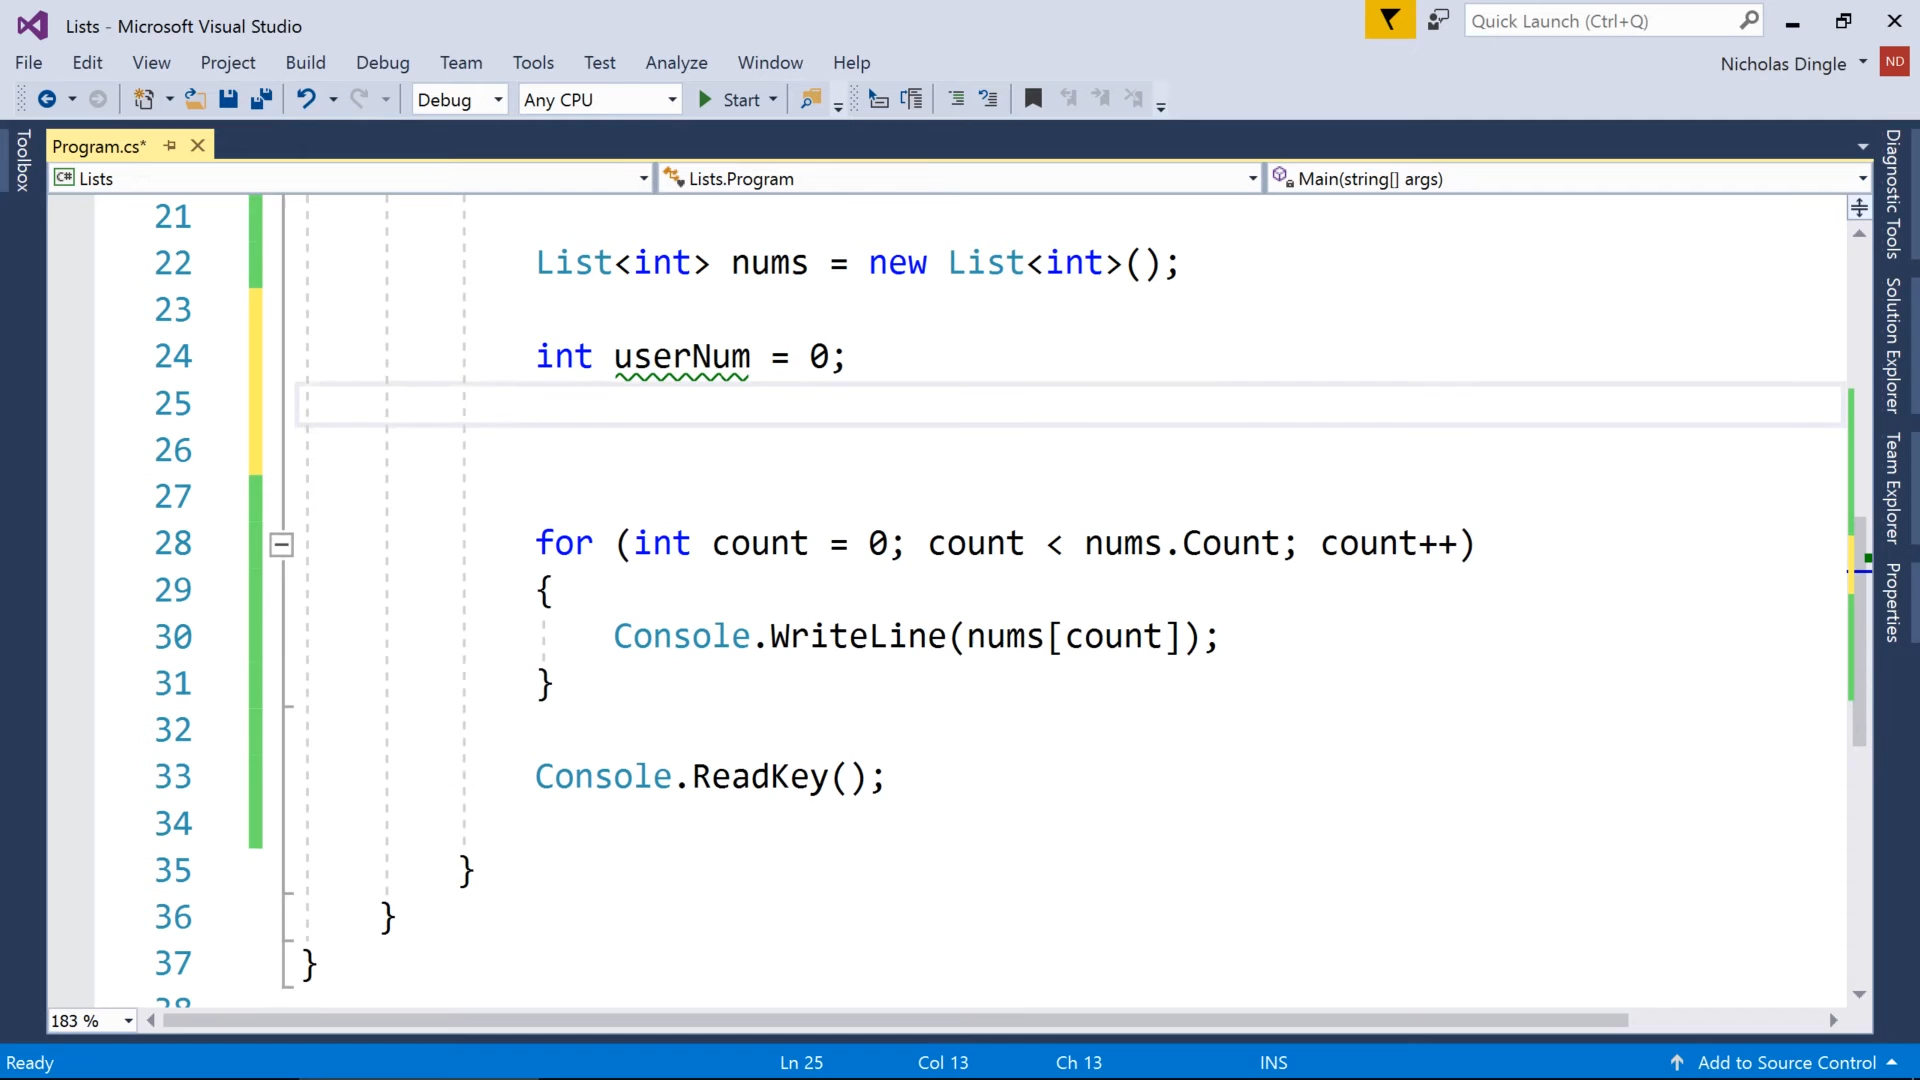 Lists - Microsoft Visual Studio
Quick Launch (Ctrl+Q)
File Edit View Project Build Debug Team Tools Test Analyze Window Help
Nicholas Dingle ND
Debug Any CPU Start
Toolbox
Program.cs*
C# Lists
Lists.Program
Main(string[] args)
21
22 List<int> nums = new List<int>();
23
24 int userNum = 0;
25
26
27
28 for (int count = 0; count < nums.Count; count++)
29 {
30 Console.WriteLine(nums[count]);
31 }
32
33 Console.ReadKey();
34
35 }
36 }
37 }
38
Diagnostic Tools
Solution Explorer
Team Explorer
Properties
183 %
Ready Ln 25 Col 13 Ch 13 INS Add to Source Control